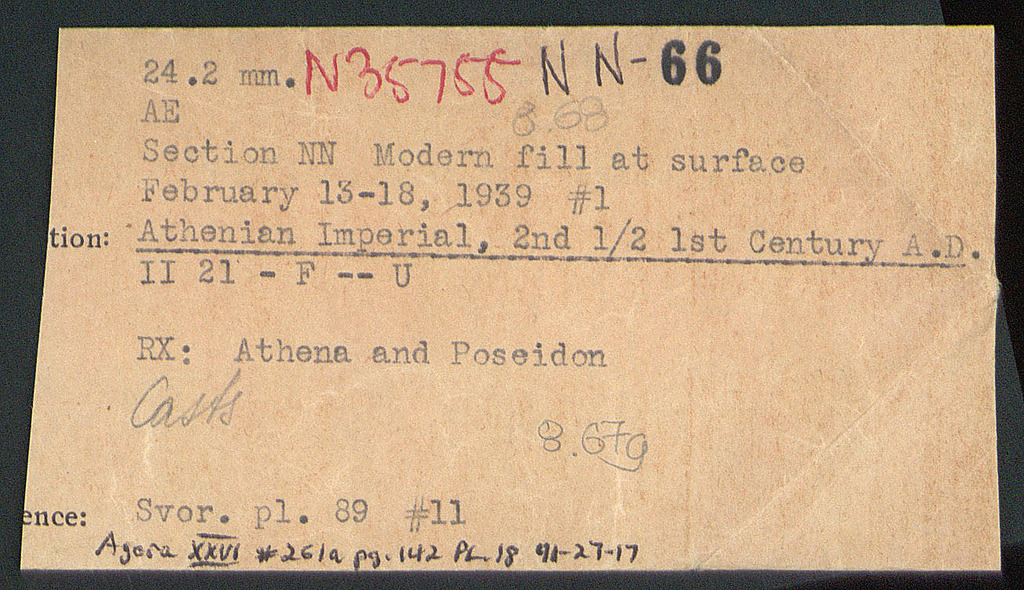 24.2 mm. N35755 N N-66
AE 8.68
Section NN Modern fill at surface
February 13-18, 1939 #1
tion: Athenian Imperial, 2nd 1/2 1st Century A.D.
II 21 - F -- U
RX: Athena and Poseidon
Casts
8.67g
ence: Svor. pl. 89 #11
Agora XXVI #261a pg. 142 PL. 18 91-27-17